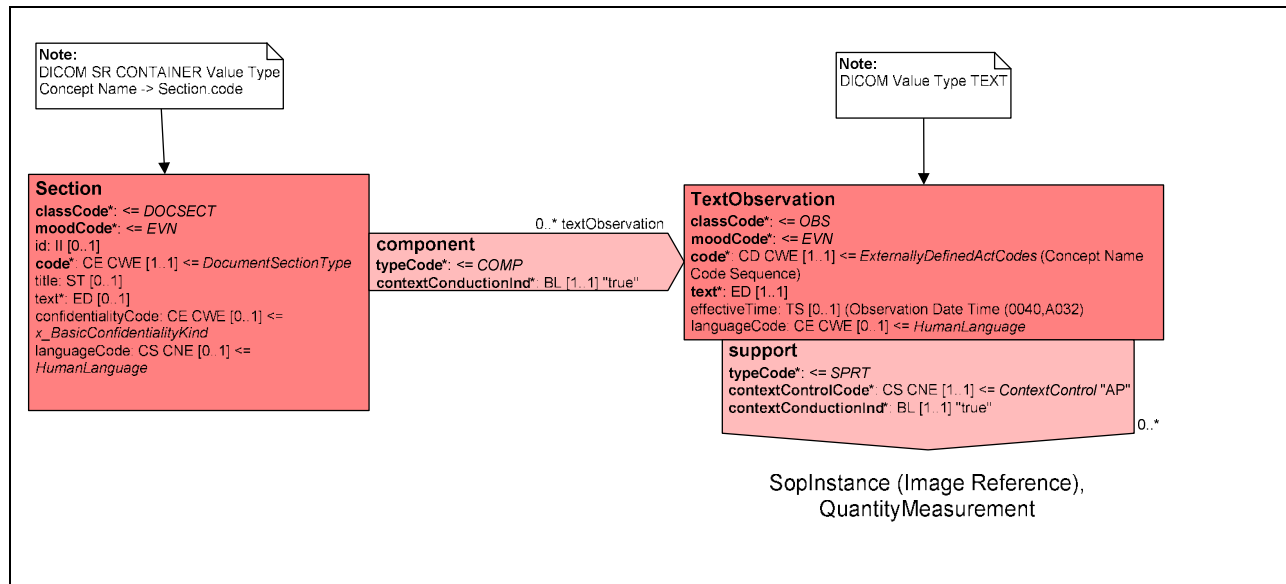 Note:
DICOM SR CONTAINER Value Type
Concept Name -> Section.code
Note:
DICOM Value Type TEXT
Section
classCode*: <= DOCSECT
moodCode*: <= EVN
id: II [0..1]
code*: CE CWE [1..1] <= DocumentSectionType
title: ST [0..1]
text*: ED [0..1]
confidentialityCode: CE CWE [0..1] <=
x_BasicConfidentialityKind
languageCode: CS CNE [0..1] <=
HumanLanguage
0..* textObservation
component
typeCode*: <= COMP
contextConductionInd*: BL [1..1] "true"
TextObservation
classCode*: <= OBS
moodCode*: <= EVN
code*: CD CWE [1..1] <= ExternallyDefinedActCodes (Concept Name
Code Sequence)
text*: ED [1..1]
effectiveTime: TS [0..1] (Observation Date Time (0040,A032)
languageCode: CE CWE [0..1] <= HumanLanguage
support
typeCode*: <= SPRT
contextControlCode*: CS CNE [1..1] <= ContextControl "AP"
contextConductionInd*: BL [1..1] "true"
0..*
SopInstance (Image Reference),
QuantityMeasurement